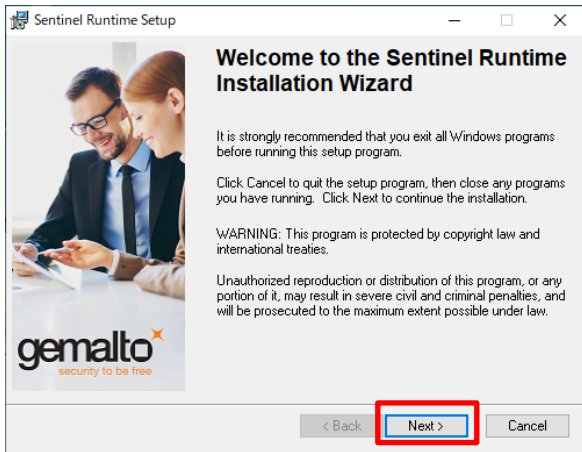 Sentinel Runtime Setup
Welcome to the Sentinel Runtime
Installation Wizard
It is strongly recommended that you exit all Windows programs
before running this setup program.
Click Cancel to quit the setup program, then close any programs
you have running. Click Next to continue the installation.
WARNING: This program is protected by copyright law and
international treaties.
Unauthorized reproduction or distribution of this program, or any
portion of it, may result in severe civil and criminal penalties, and
will be prosecuted to the maximum extent possible under law.
gemalto
security to be free
< Back
Next >
Cancel